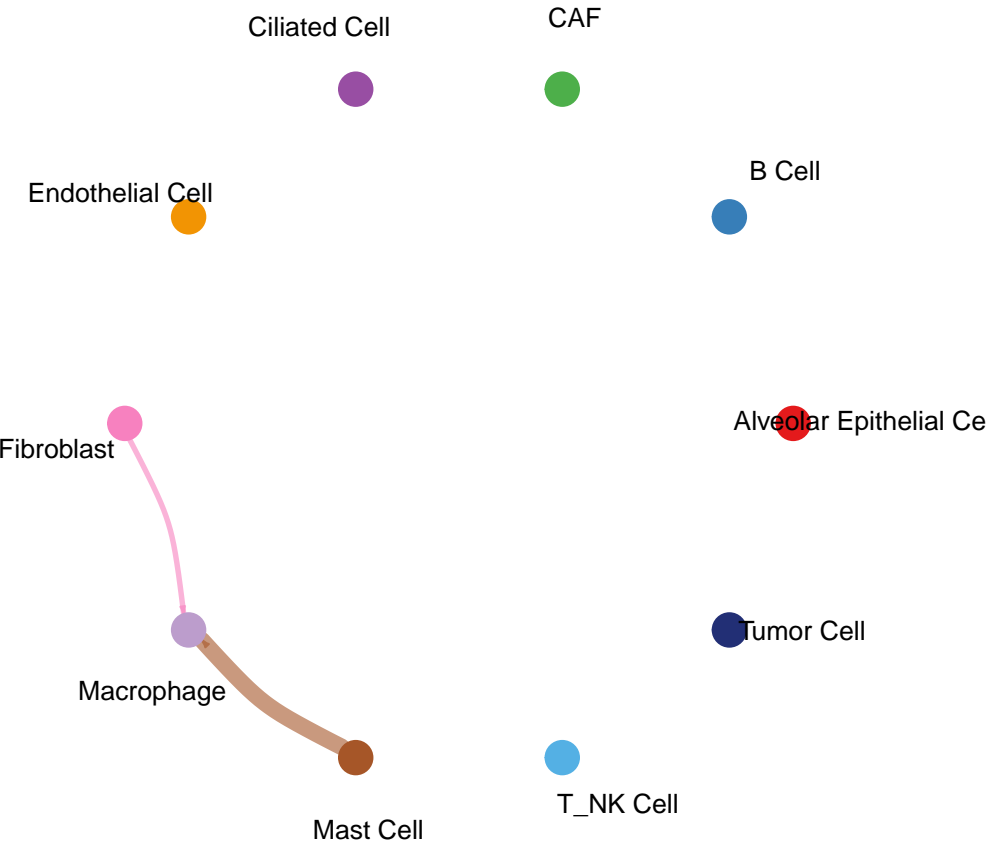 CAF
Ciliated Cell
B Cell
Endothelial Cell
Alveolar Epithelial Ce
Fibroblast
Tumor Cell
Macrophage
T_NK Cell
Mast Cell